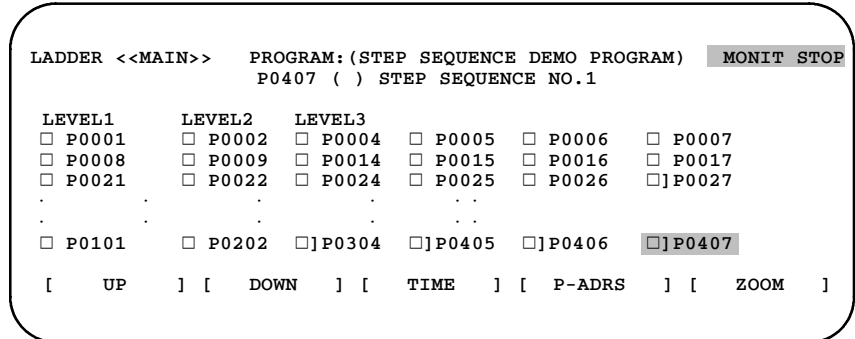 LADDER <<MAIN>> PROGRAM:(STEP SEQUENCE DEMO PROGRAM) MONIT STOP
P0407 ( ) STEP SEQUENCE NO.1
LEVEL1 LEVEL2 LEVEL3
□ P0001 □ P0002 □ P0004 □ P0005 □ P0006 □ P0007
□ P0008 □ P0009 □ P0014 □ P0015 □ P0016 □ P0017
□ P0021 □ P0022 □ P0024 □ P0025 □ P0026 □]P0027
. . . . . .
. . . . . .
□ P0101 □ P0202 □]P0304 □]P0405 □]P0406 □]P0407
[ UP ] [ DOWN ] [ TIME ] [ P-ADRS ] [ ZOOM ]